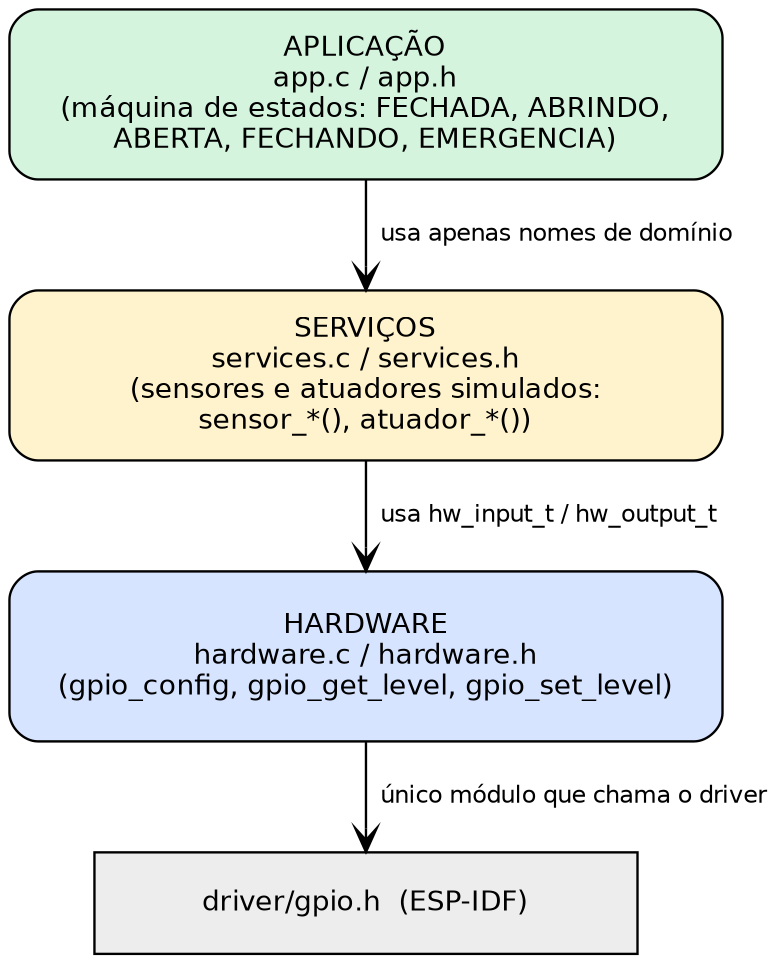 APLICAÇÃO
app.c / app.h
(máquina de estados: FECHADA, ABRINDO,
ABERTA, FECHANDO, EMERGENCIA)
usa apenas nomes de domínio
SERVIÇOS
services.c / services.h
(sensores e atuadores simulados:
sensor_*(), atuador_*())
usa hw_input_t / hw_output_t
HARDWARE
hardware.c / hardware.h
(gpio_config, gpio_get_level, gpio_set_level)
único módulo que chama o driver
driver/gpio.h  (ESP-IDF)